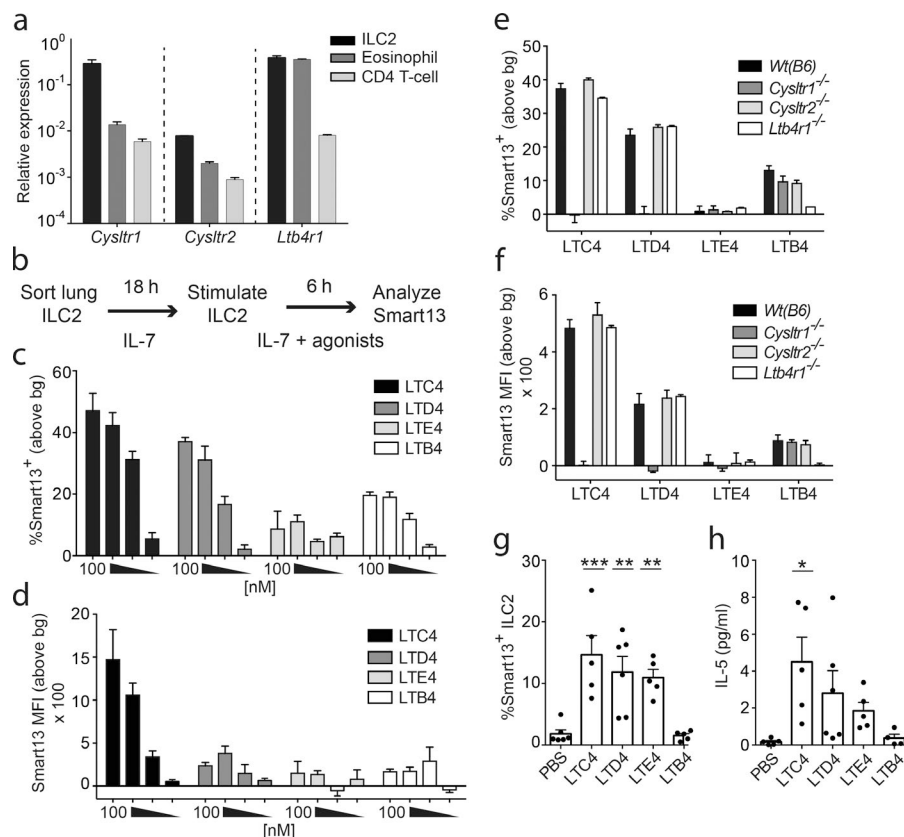 a
ILC2
Eosinophil
CD4 T-cell
Relative expression
10^0
10^-1
10^-2
10^-3
10^-4
Cysltr1
Cysltr2
Ltb4r1
b
Sort lung
ILC2
18 h
IL-7
Stimulate
ILC2
6 h
IL-7 + agonists
Analyze
Smart13
c
%Smart13+ (above bg)
60
40
20
0
LTC4
LTD4
LTE4
LTB4
100 100 100 100
[nM]
d
Smart13 MFI (above bg)
x 100
20
15
10
5
0
LTC4
LTD4
LTE4
LTB4
100 100 100 100
[nM]
e
%Smart13+ (above bg)
50
40
30
20
10
0
Wt(B6)
Cysltr1-/-
Cysltr2-/-
Ltb4r1-/-
LTC4 LTD4 LTE4 LTB4
f
Smart13 MFI (above bg)
x 100
6
4
2
0
Wt(B6)
Cysltr1-/-
Cysltr2-/-
Ltb4r1-/-
LTC4 LTD4 LTE4 LTB4
g
%Smart13+ ILC2
30
20
10
0
*** ** **
PBS LTC4 LTD4 LTE4 LTB4
h
IL-5 (pg/ml)
10
8
6
4
2
0
*
PBS LTC4 LTD4 LTE4 LTB4